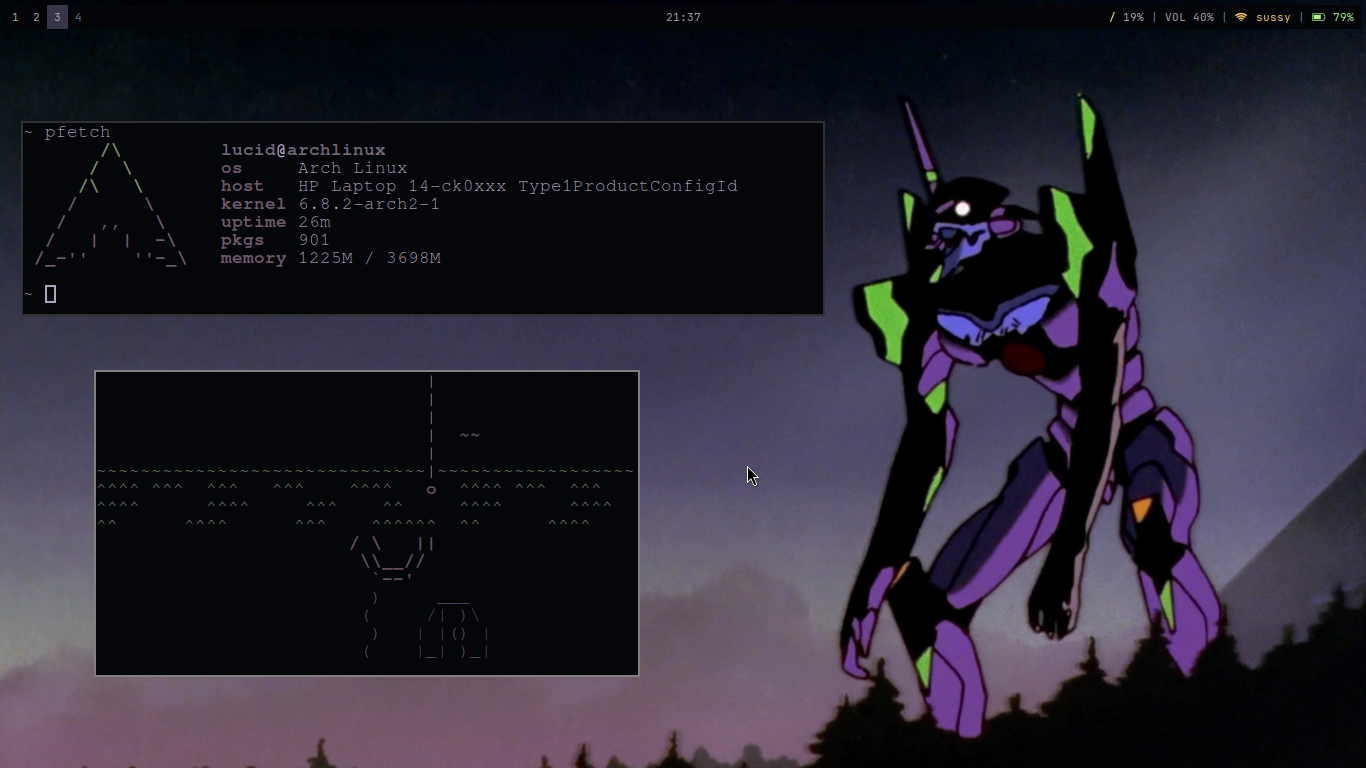 1 2 3 4
21:37
/ 19% | VOL 40% | sussy | 79%
~ pfetch
lucid@archlinux
os Arch Linux
host HP Laptop 14-ck0xxx Type1ProductConfigId
kernel 6.8.2-arch2-1
uptime 26m
pkgs 901
memory 1225M / 3698M
~